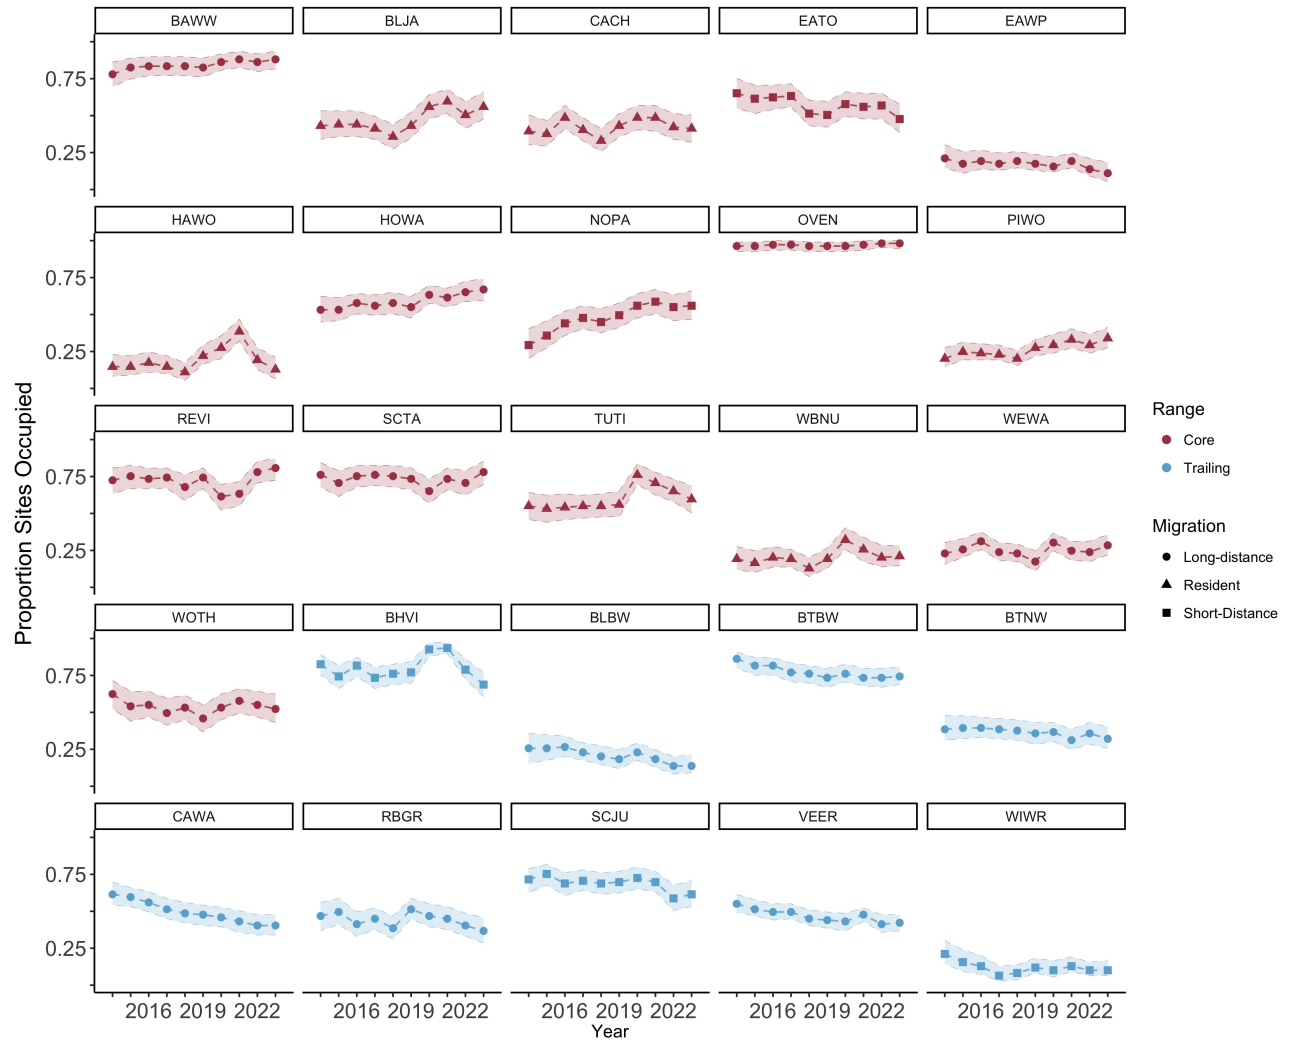 BAWW BLJA CACH EATO EAWP
0.75
0.25
HAWO HOWA NOPA OVEN PIWO
0.75
0.25
REVI SCTA TUTI WBNU WEWA
0.75
0.25
WOTH BHVI BLBW BTBW BTNW
0.75
0.25
CAWA RBGR SCJU VEER WIWR
0.75
0.25
2016 2019 2022 2016 2019 2022 2016 2019 2022 2016 2019 2022 2016 2019 2022
Year
Proportion Sites Occupied
Range
Core
Trailing
Migration
Long-distance
Resident
Short-Distance